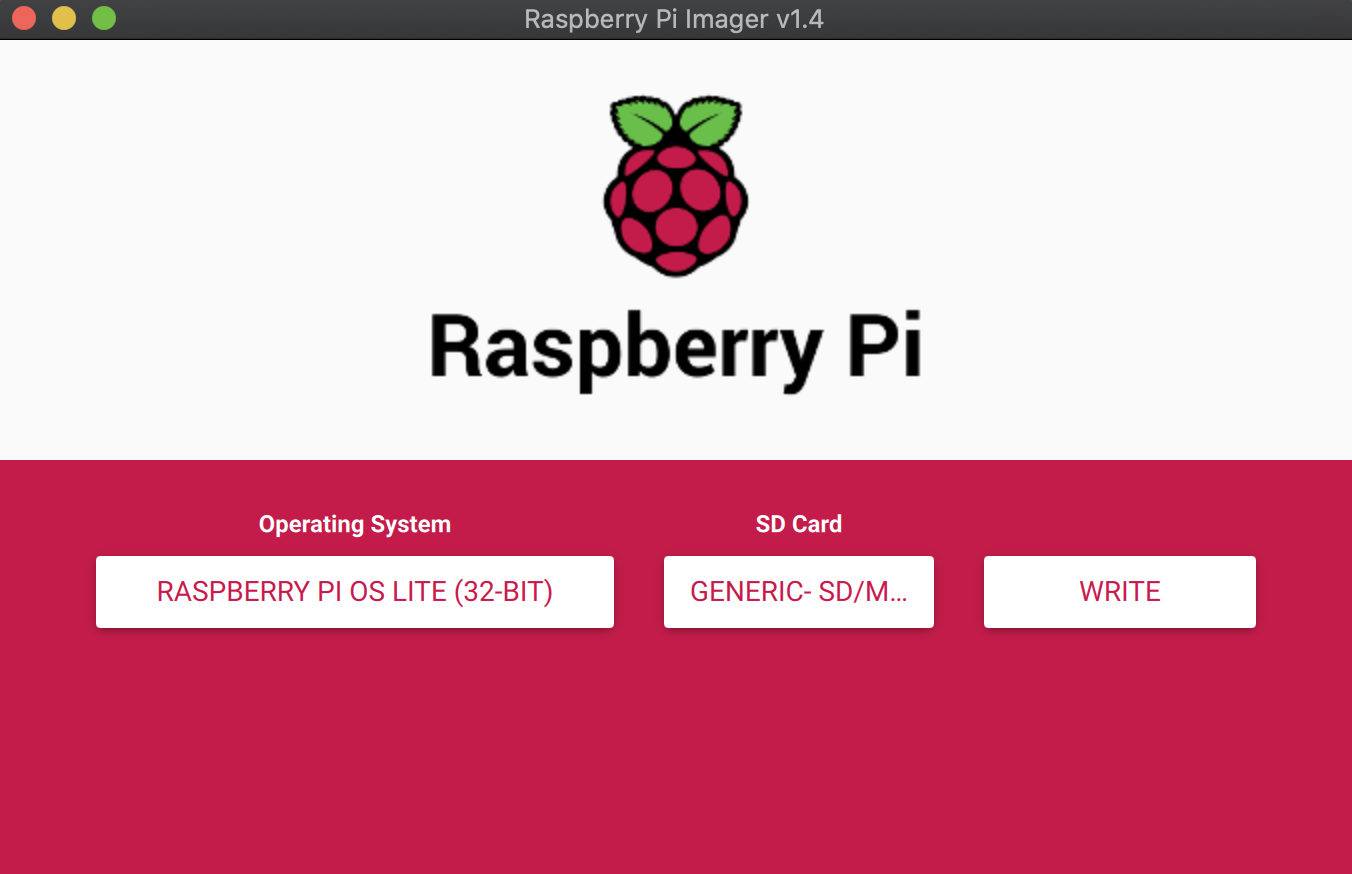 Raspberry Pi Imager v1.4
Raspberry Pi
Operating System
SD Card
RASPBERRY PI OS LITE (32-BIT)
GENERIC- SD/M...
WRITE